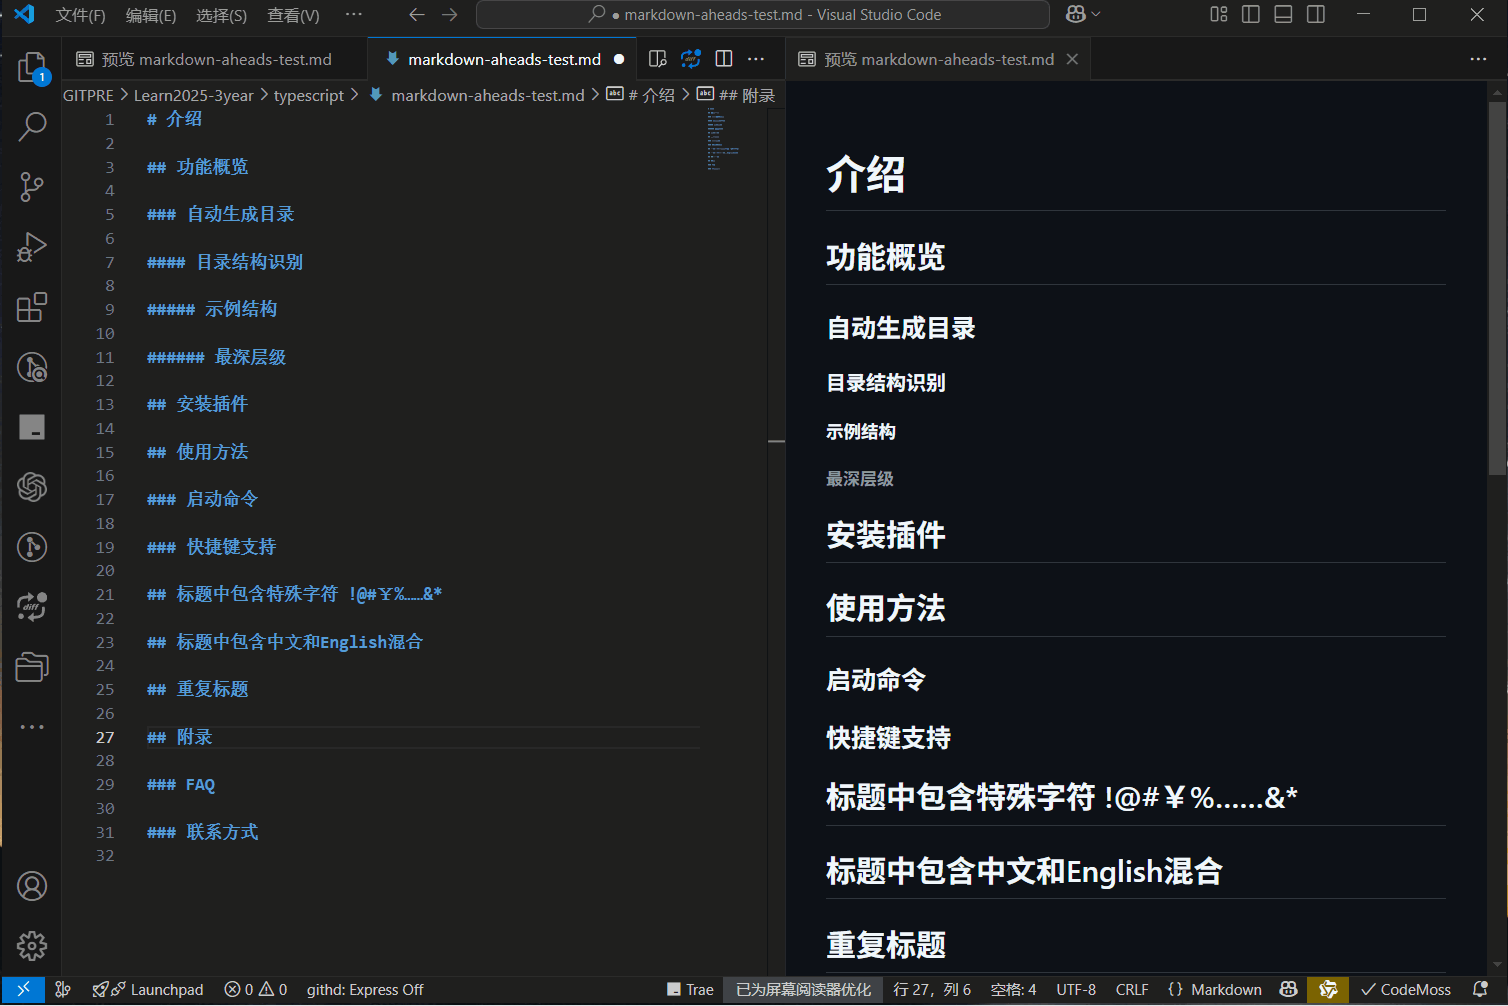 文件(F) 编辑(E) 选择(S) 查看(V) ··· markdown-aheads-test.md - Visual Studio Code
预览 markdown-aheads-test.md markdown-aheads-test.md 预览 markdown-aheads-test.md
1
GITPRE > Learn2025-3year > typescript > markdown-aheads-test.md > # 介绍 > ## 附录
1 # 介绍
2
3 ## 功能概览
4
5 ### 自动生成目录
6
7 #### 目录结构识别
8
9 ##### 示例结构
10
11 ###### 最深层级
12
13 ## 安装插件
14
15 ## 使用方法
16
17 ### 启动命令
18
19 ### 快捷键支持
20
21 ## 标题中包含特殊字符 !@#￥%……&*
22
23 ## 标题中包含中文和English混合
24
25 ## 重复标题
26
27 ## 附录
28
29 ### FAQ
30
31 ### 联系方式
32
介绍
功能概览
自动生成目录
目录结构识别
示例结构
最深层级
安装插件
使用方法
启动命令
快捷键支持
标题中包含特殊字符 !@#￥%……&*
标题中包含中文和English混合
重复标题
diff
diff
Launchpad 0 0 githd: Express Off Trae 已为屏幕阅读器优化 行 27，列 6 空格: 4 UTF-8 CRLF {} Markdown CodeMoss